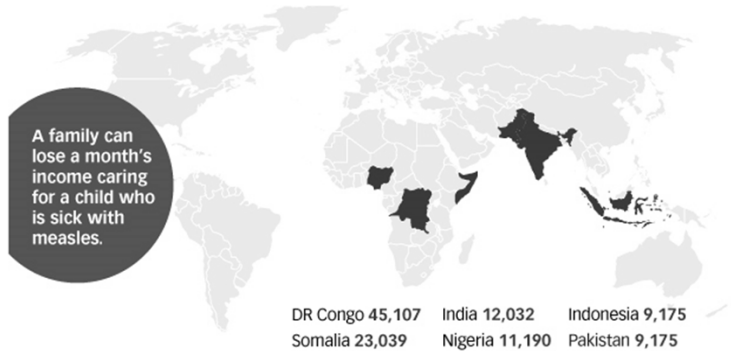 A family can
lose a month's
income caring
for a child who
is sick with
measles.
DR Congo 45,107 India 12,032 Indonesia 9,175
Somalia 23,039 Nigeria 11,190 Pakistan 9,175